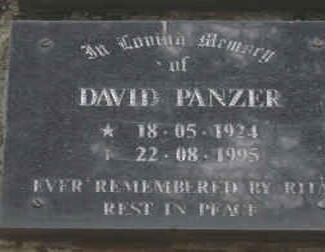 In Loving Memory
of
DAVID PANZER
★ 18·05·1924
† 22·08·1995
EVER REMEMBERED BY RITA
REST IN PEACE